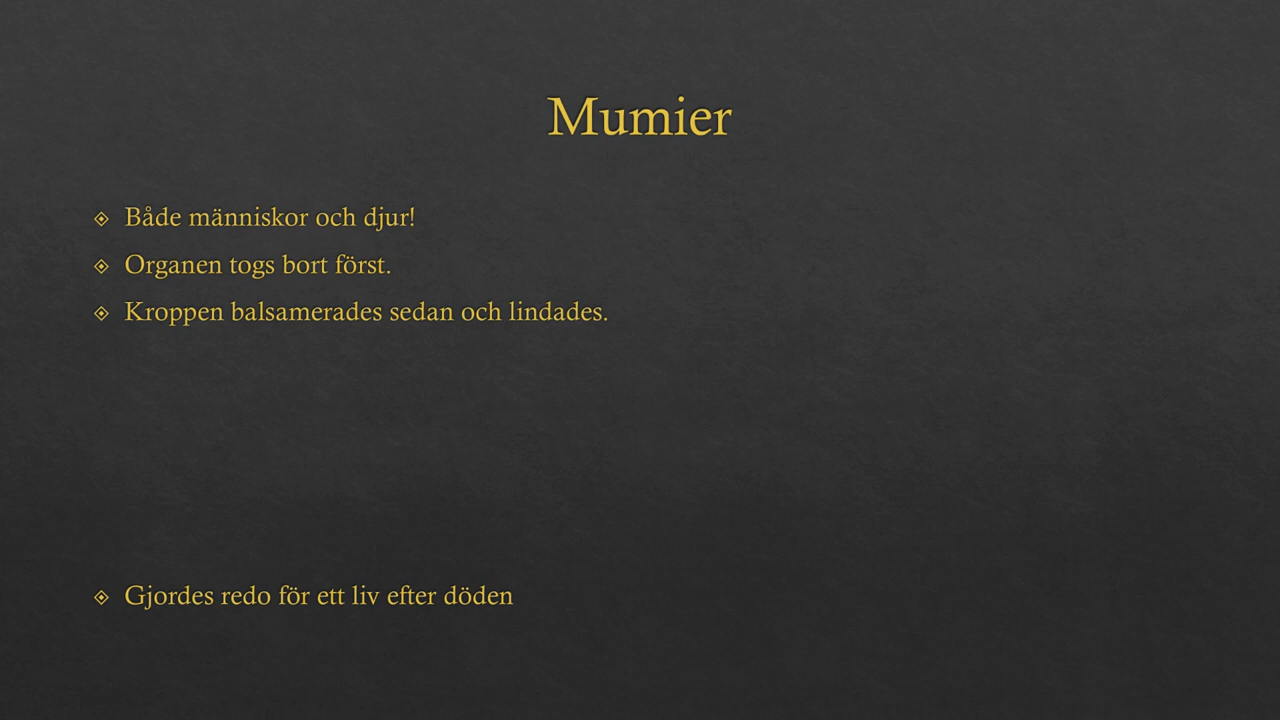 Mumier
Både människor och djur!
Organen togs bort först.
Kroppen balsamerades sedan och lindades.
Gjordes redo för ett liv efter döden